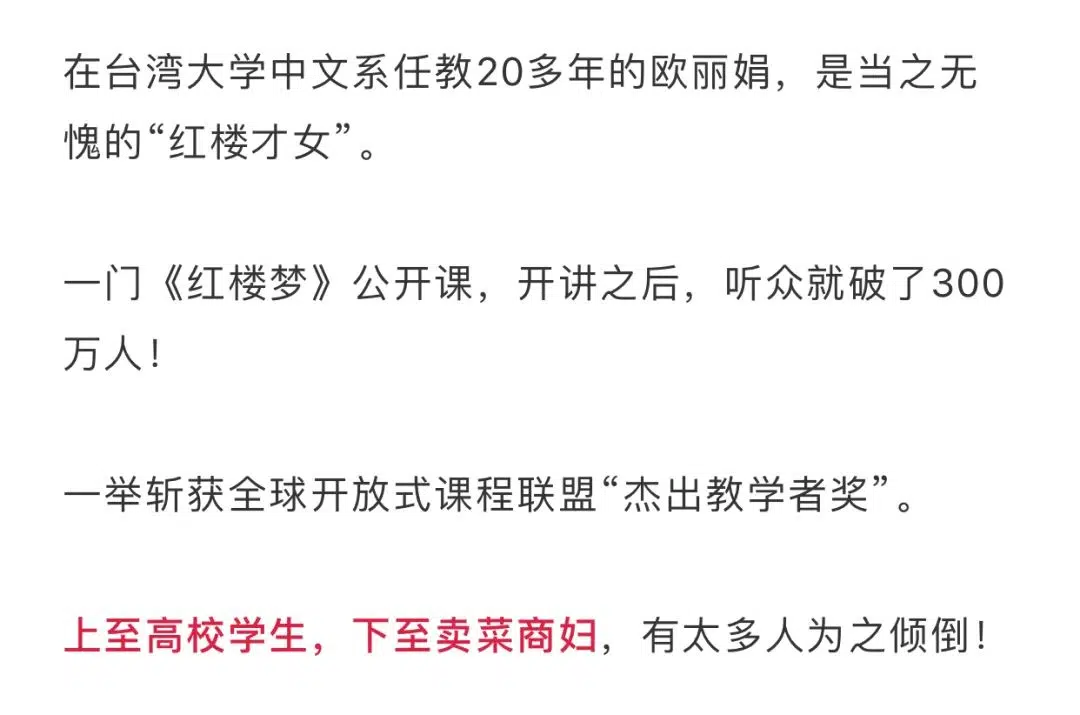 在台湾大学中文系任教20多年的欧丽娟，是当之无
愧的“红楼才女”。
一门《红楼梦》公开课，开讲之后，听众就破了300
万人！
一举斩获全球开放式课程联盟“杰出教学者奖”。
上至高校学生，下至卖菜商妇，有太多人为之倾倒！